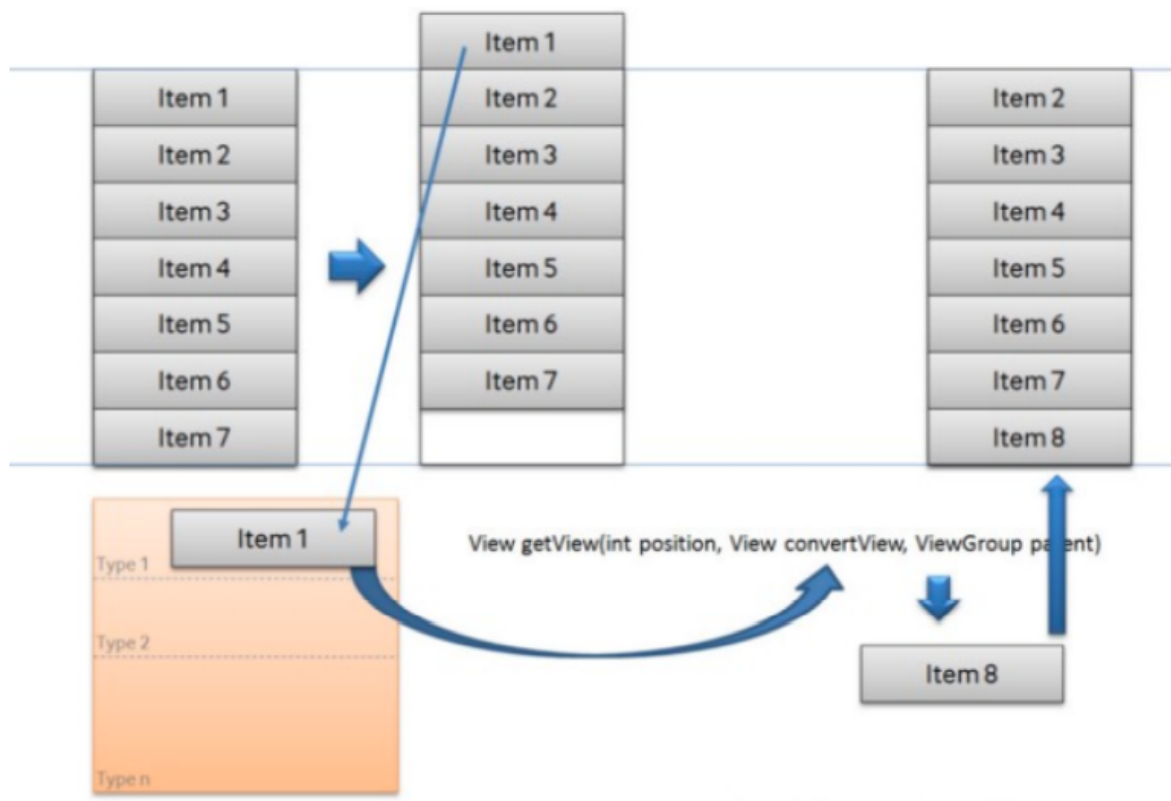 Item 1
Item 2
Item 3
Item 4
Item 5
Item 6
Item 7
Item 1
Item 2
Item 3
Item 4
Item 5
Item 6
Item 7
Item 2
Item 3
Item 4
Item 5
Item 6
Item 7
Item 8
Item 1
Type 1
Type 2
Type n
View getView(int position, View convertView, ViewGroup parent)
Item 8